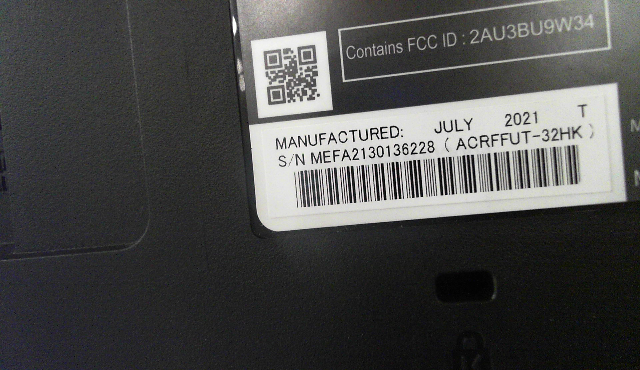 Contains FCC ID : 2AU3BU9W34
MANUFACTURED: JULY 2021 T
S/N MEFA2130136228 ( ACRFFUT-32HK )